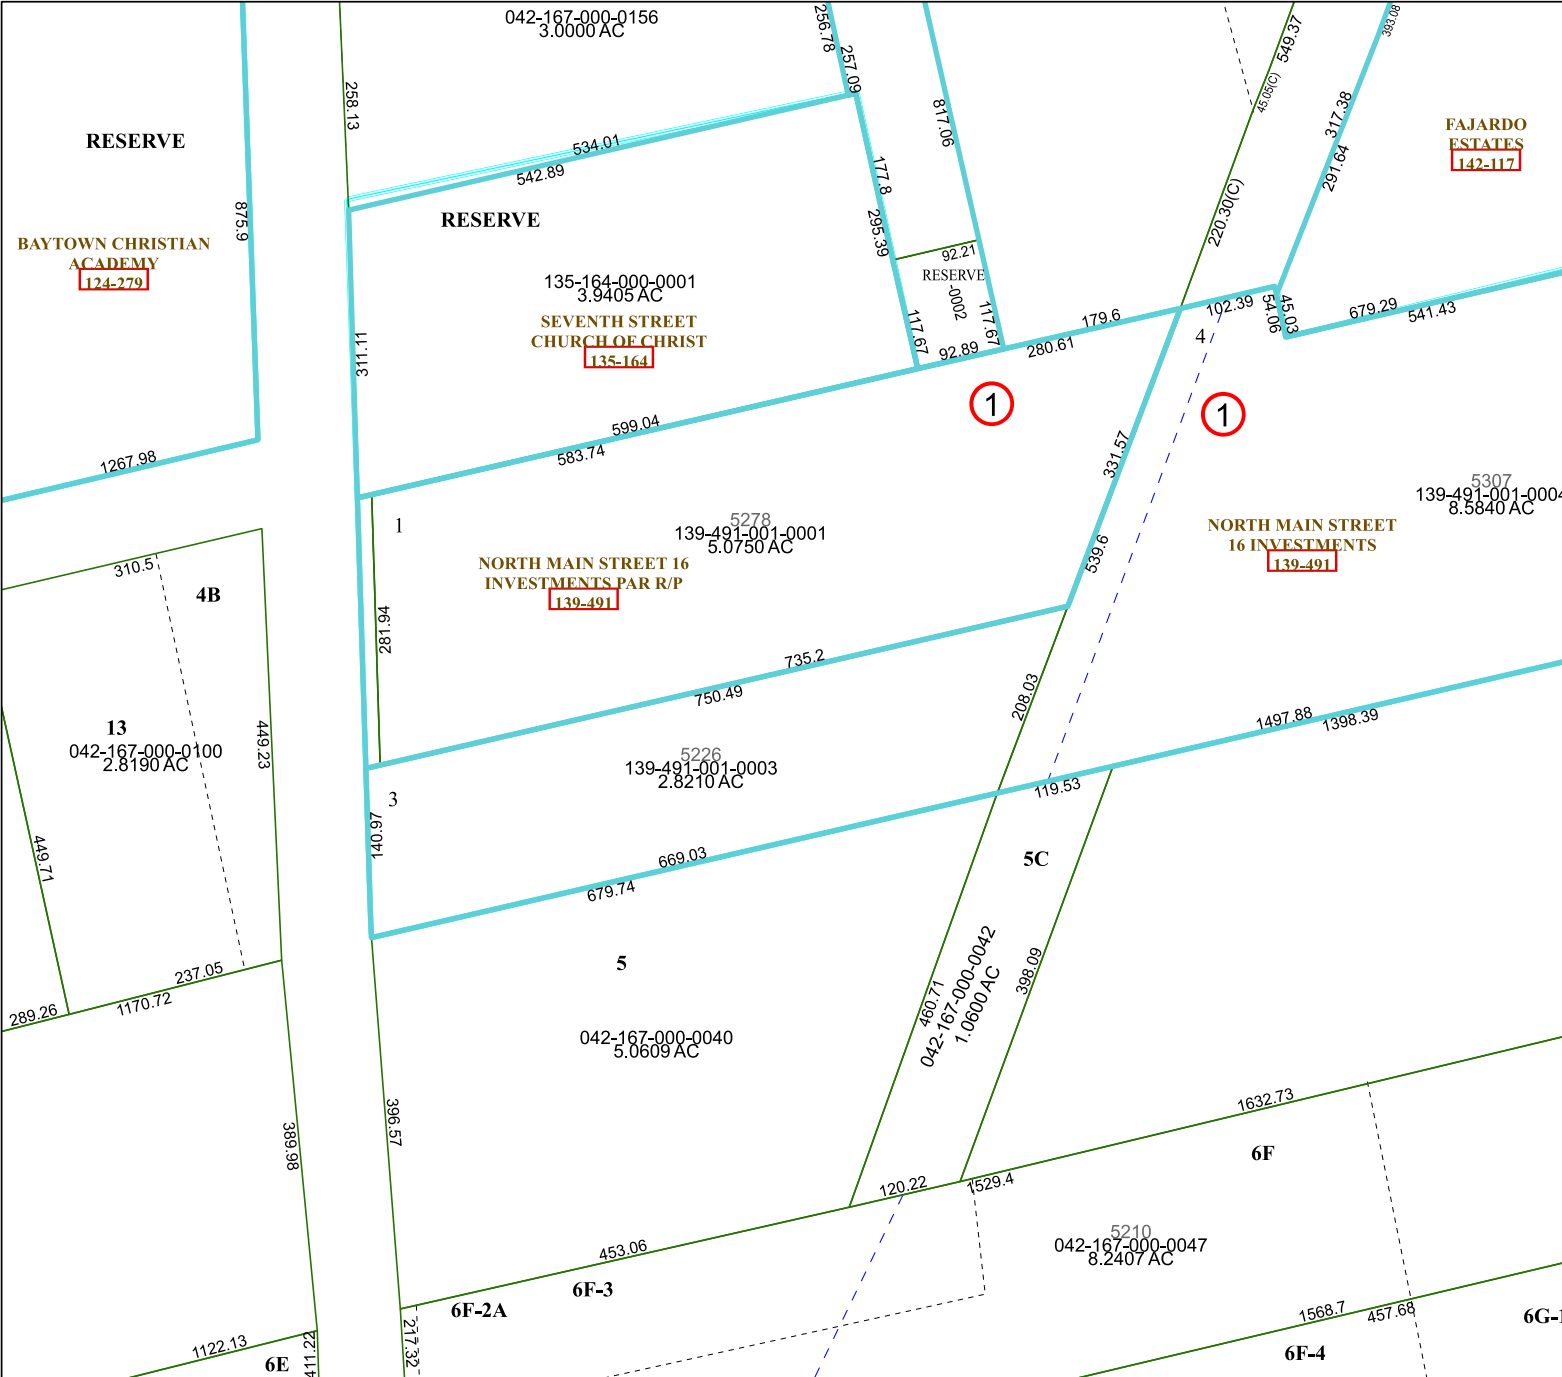 042-167-000-0156
3.0000 AC
256.78
257.09
258.13
534.01
542.89
RESERVE
875.9
RESERVE
BAYTOWN CHRISTIAN
ACADEMY
124-279
135-164-000-0001
3.9405 AC
SEVENTH STREET
CHURCH OF CHRIST
135-164
311.11
177.8
295.39
817.06
92.21
RESERVE
-0002
117.67
117.67
92.89
179.6
280.61
549.37
45.05(C)
220.30(C)
393.08
317.38
291.64
FAJARDO
ESTATES
142-117
102.39
54.06
45.03
679.29
541.43
4
1
1
599.04
583.74
1267.98
331.57
539.6
5307
139-491-001-0004
8.5840 AC
NORTH MAIN STREET
16 INVESTMENTS
139-491
1
5278
139-491-001-0001
5.0750 AC
NORTH MAIN STREET 16
INVESTMENTS PAR R/P
139-491
281.94
310.5
4B
735.2
750.49
208.03
1497.88
1398.39
13
042-167-000-0100
2.8190 AC
449.23
449.71
5226
139-491-001-0003
2.8210 AC
3
140.97
119.53
669.03
679.74
5C
5
042-167-000-0040
5.0609 AC
460.71
042-167-000-0042
1.0600 AC
398.09
237.05
1170.72
289.26
396.57
389.98
1632.73
6F
120.22
1529.4
5210
042-167-000-0047
8.2407 AC
453.06
6F-3
6F-2A
217.32
1122.13
411.22
6E
1568.7
457.68
6F-4
6G-1